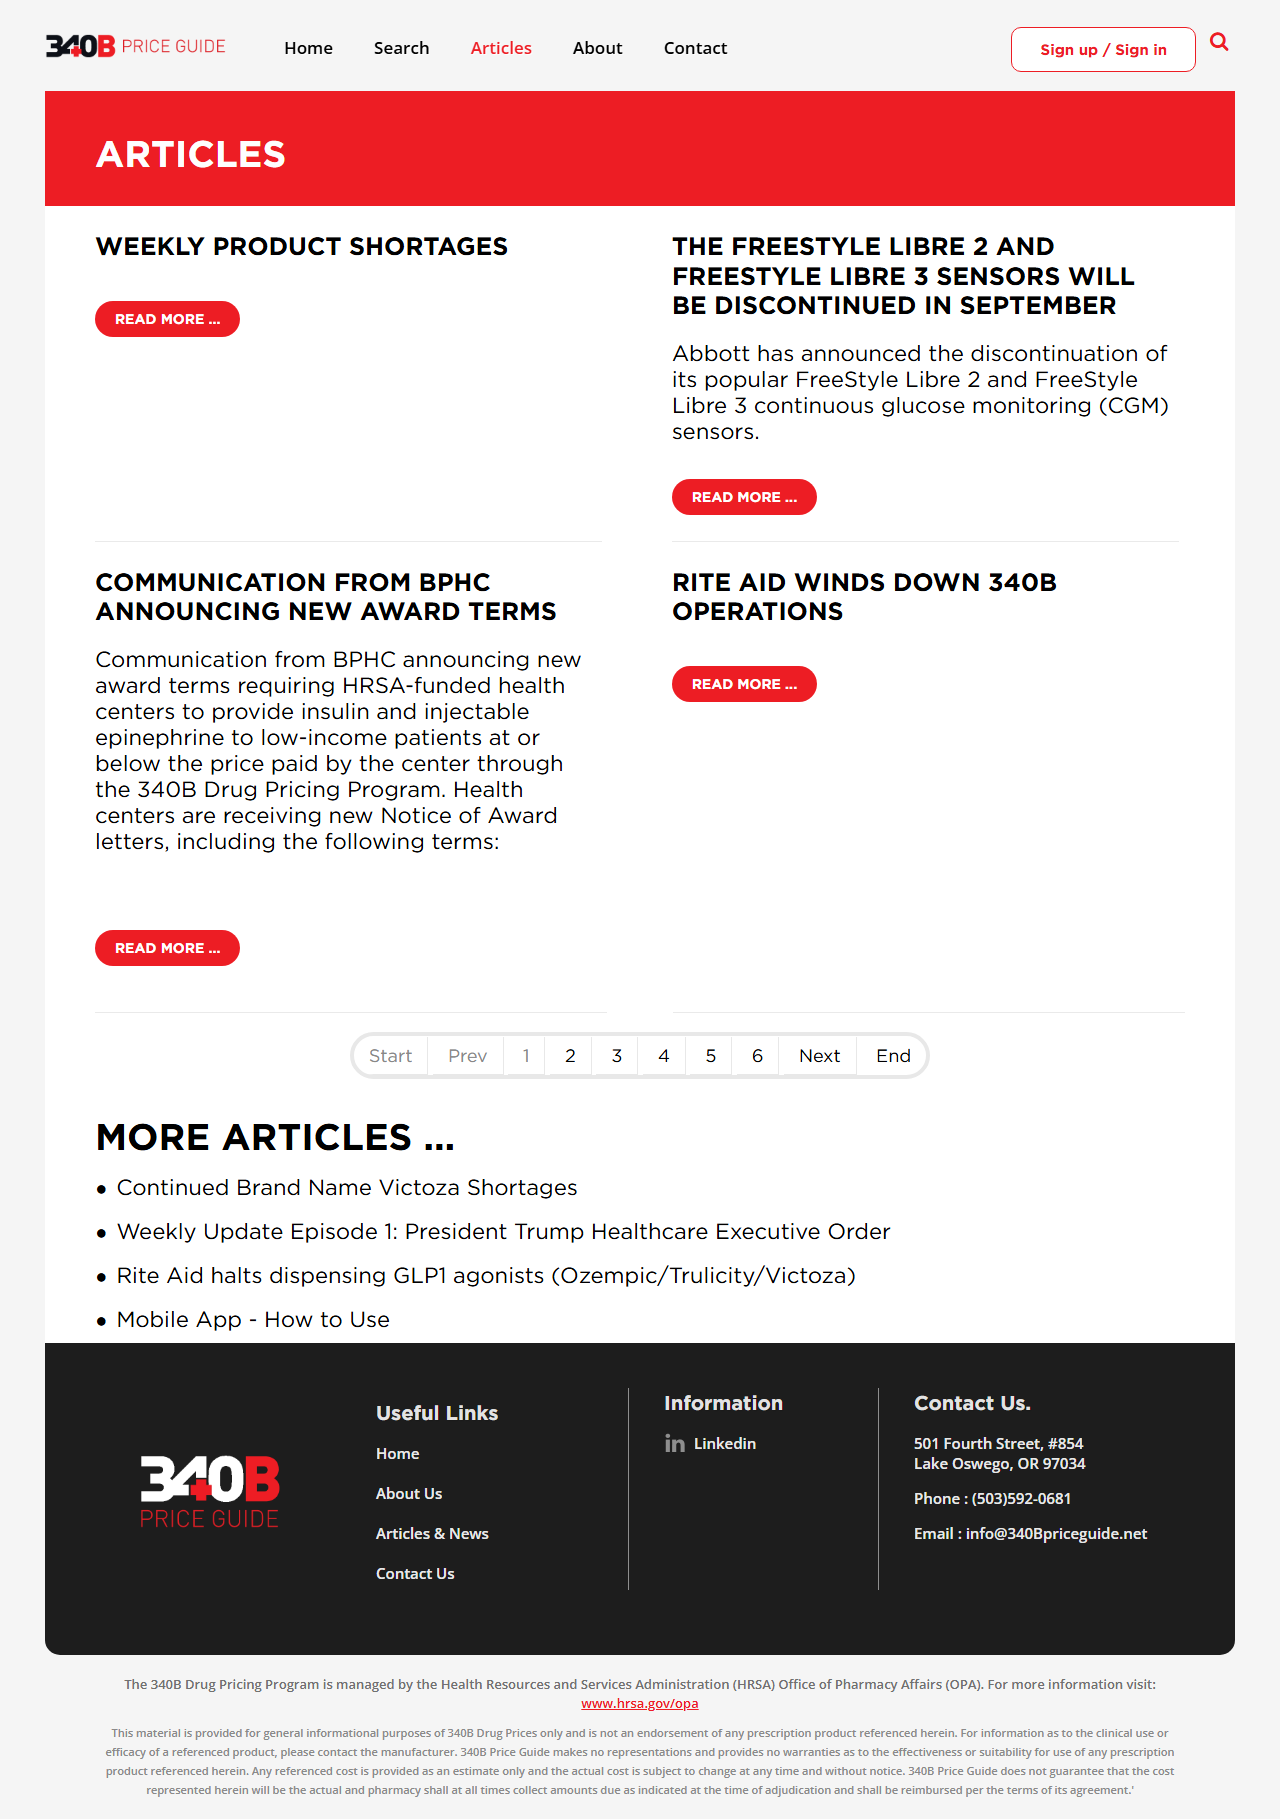 340B PRICE GUIDE
Home Search Articles About Contact
Sign up / Sign in
ARTICLES
WEEKLY PRODUCT SHORTAGES
READ MORE ...
THE FREESTYLE LIBRE 2 AND
FREESTYLE LIBRE 3 SENSORS WILL
BE DISCONTINUED IN SEPTEMBER
Abbott has announced the discontinuation of
its popular FreeStyle Libre 2 and FreeStyle
Libre 3 continuous glucose monitoring (CGM)
sensors.
READ MORE ...
COMMUNICATION FROM BPHC
ANNOUNCING NEW AWARD TERMS
Communication from BPHC announcing new
award terms requiring HRSA-funded health
centers to provide insulin and injectable
epinephrine to low-income patients at or
below the price paid by the center through
the 340B Drug Pricing Program. Health
centers are receiving new Notice of Award
letters, including the following terms:
READ MORE ...
RITE AID WINDS DOWN 340B
OPERATIONS
READ MORE ...
Start Prev 1 2 3 4 5 6 Next End
MORE ARTICLES ...
● Continued Brand Name Victoza Shortages
● Weekly Update Episode 1: President Trump Healthcare Executive Order
● Rite Aid halts dispensing GLP1 agonists (Ozempic/Trulicity/Victoza)
● Mobile App - How to Use
340B
PRICE GUIDE
Useful Links
Home
About Us
Articles & News
Contact Us
Information
in Linkedin
Contact Us.
501 Fourth Street, #854
Lake Oswego, OR 97034
Phone : (503)592-0681
Email : info@340Bpriceguide.net
The 340B Drug Pricing Program is managed by the Health Resources and Services Administration (HRSA) Office of Pharmacy Affairs (OPA). For more information visit:
www.hrsa.gov/opa
This material is provided for general informational purposes of 340B Drug Prices only and is not an endorsement of any prescription product referenced herein. For information as to the clinical use or
efficacy of a referenced product, please contact the manufacturer. 340B Price Guide makes no representations and provides no warranties as to the effectiveness or suitability for use of any prescription
product referenced herein. Any referenced cost is provided as an estimate only and the actual cost is subject to change at any time and without notice. 340B Price Guide does not guarantee that the cost
represented herein will be the actual and pharmacy shall at all times collect amounts due as indicated at the time of adjudication and shall be reimbursed per the terms of its agreement.'